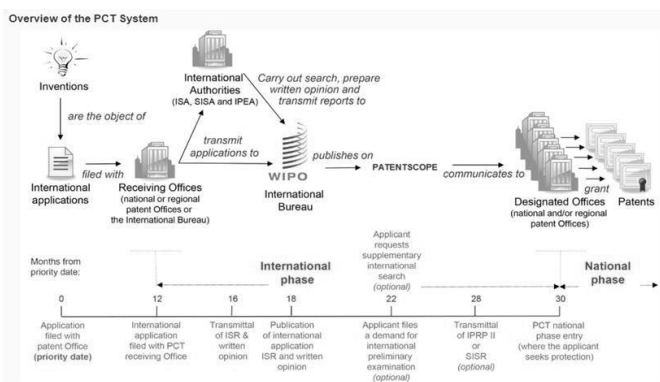 Overview of the PCT System
Inventions
are the object of
International
applications
filed with
Receiving Offices
(national or regional
patent Offices or
the International Bureau)
transmit
applications to
International
Authorities
(ISA, SISA and IPEA)
Carry out search, prepare
written opinion and
transmit reports to
WIPO
International
Bureau
publishes on
PATENTSCOPE
communicates to
Designated Offices
(national and/or regional
patent Offices)
grant
Patents
Months from
priority date:
International
phase
Applicant
requests
supplementary
international
search
(optional)
National
phase
0
12
16
18
22
28
30
Application
filed with
patent Office
(priority date)
International
application
filed with PCT
receiving Office
Transmittal
of ISR &
written
opinion
Publication
of international
application
ISR and written
opinion
Applicant files
a demand for
international
preliminary
examination
(optional)
Transmittal
of IPRP II
or
SISR
(optional)
PCT national
phase entry
(where the applicant
seeks protection)